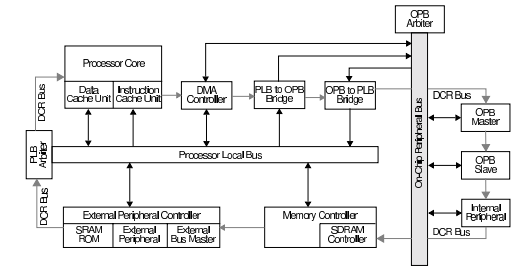 OPB
Arbiter
Processor Core
Data
Cache Unit
Instruction
Cache Unit
DMA
Controller
PLB to OPB
Bridge
OPB to PLB
Bridge
DCR Bus
DCR Bus
OPB
Master
PLB
Arbiter
Processor Local Bus
On-Chip Peripheral Bus
OPB
Slave
DCR Bus
External Peripheral Controller
SRAM
ROM
External
Peripheral
External
Bus Master
Memory Controller
SDRAM
Controller
Internal
Peripheral
DCR Bus